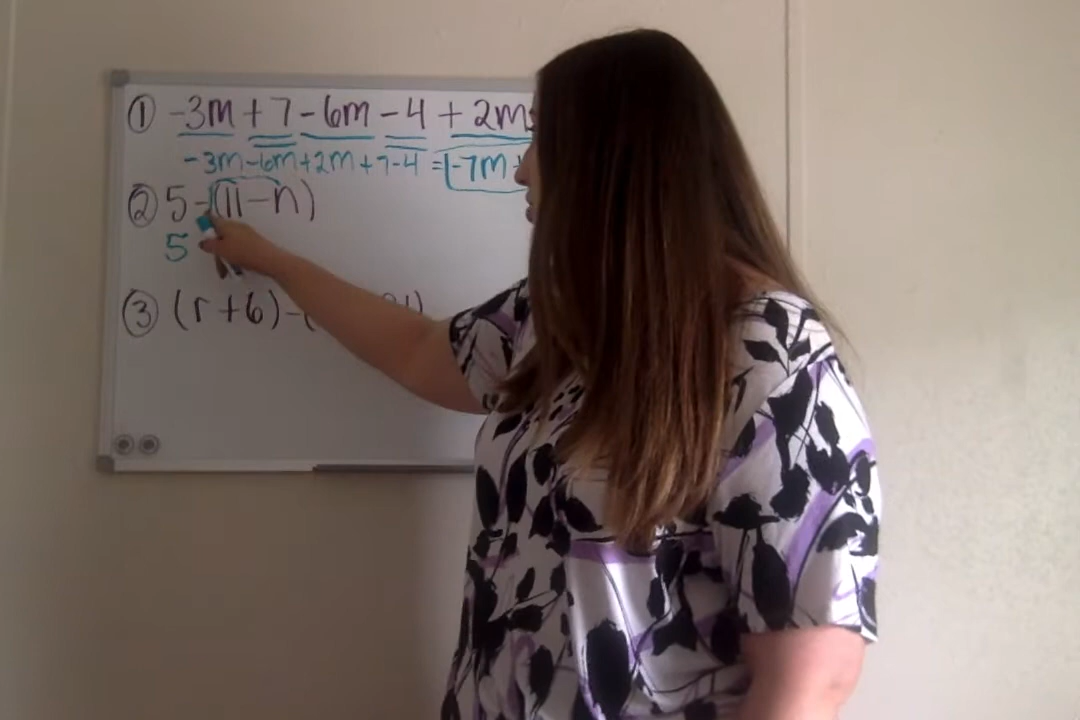 ① -3m + 7 - 6m - 4 + 2m
-3m-6m+2m+7-4 = -7m+
② 5-(11-n)
5
③ (r+6)-(